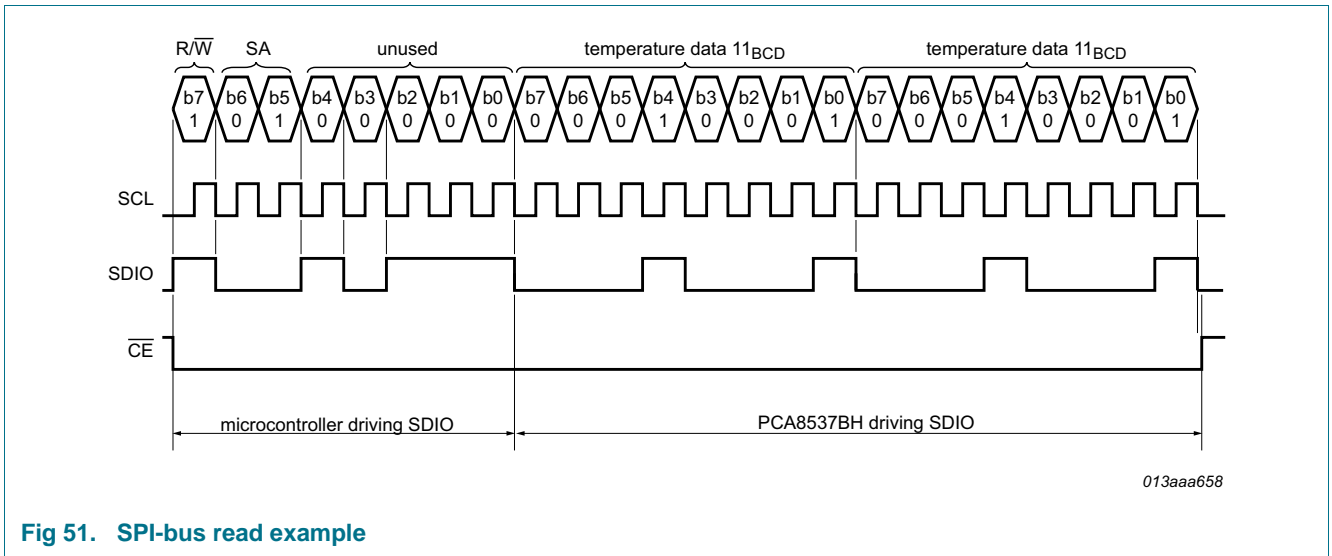 R/W SA unused temperature data 11BCD temperature data 11BCD
b7 b6 b5 b4 b3 b2 b1 b0 b7 b6 b5 b4 b3 b2 b1 b0 b7 b6 b5 b4 b3 b2 b1 b0
1 0 1 0 0 0 0 0 0 0 0 1 0 0 0 1 0 0 0 1 0 0 0 1
SCL
SDIO
CE
microcontroller driving SDIO PCA8537BH driving SDIO
013aaa658
Fig 51. SPI-bus read example